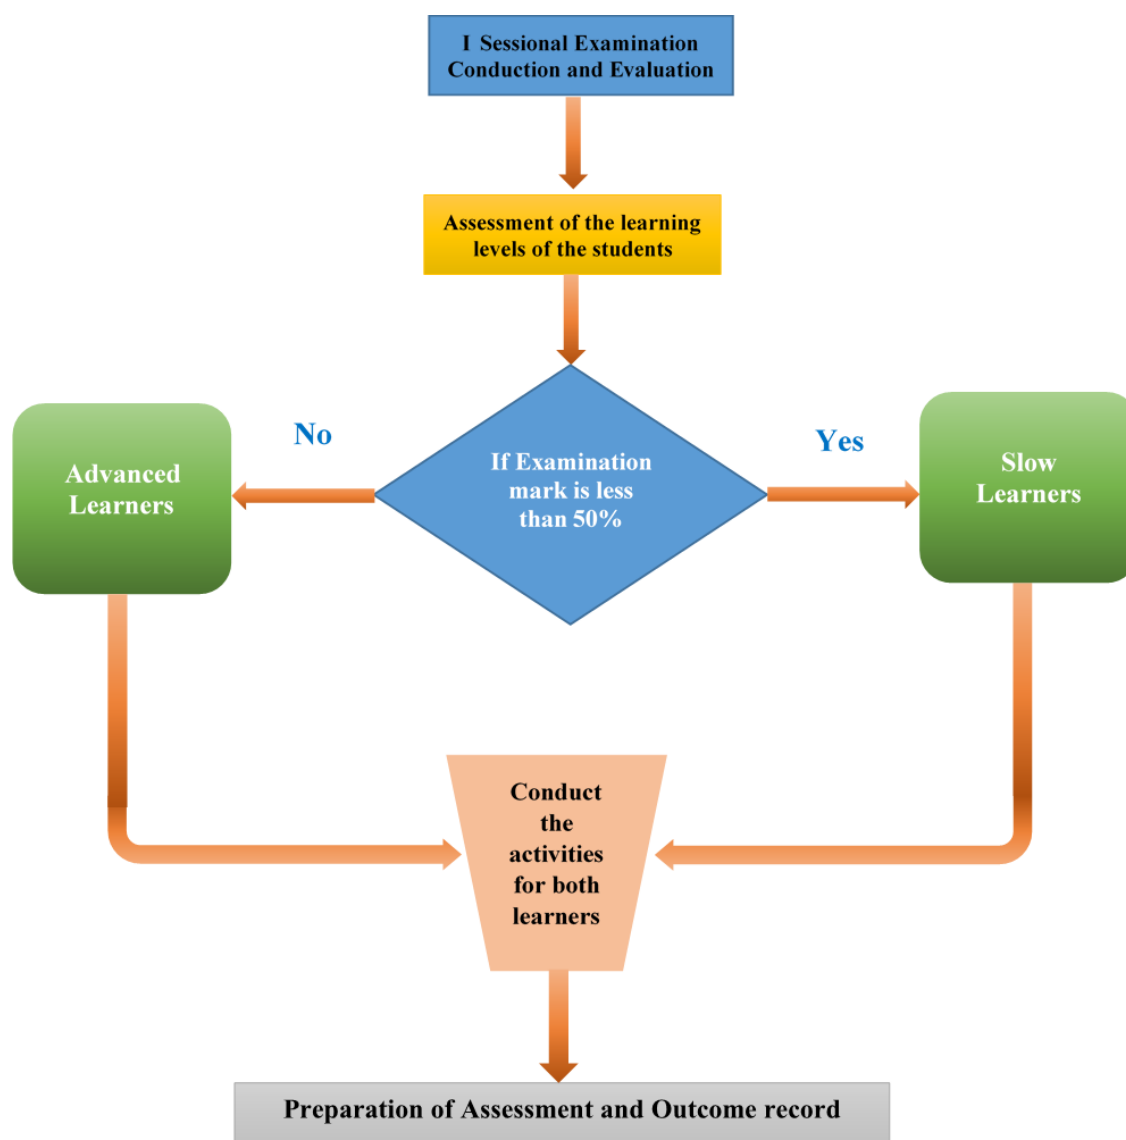 I Sessional Examination
Conduction and Evaluation
Assessment of the learning
levels of the students
No
Yes
If Examination
mark is less
than 50%
Advanced
Learners
Slow
Learners
Conduct
the
activities
for both
learners
Preparation of Assessment and Outcome record